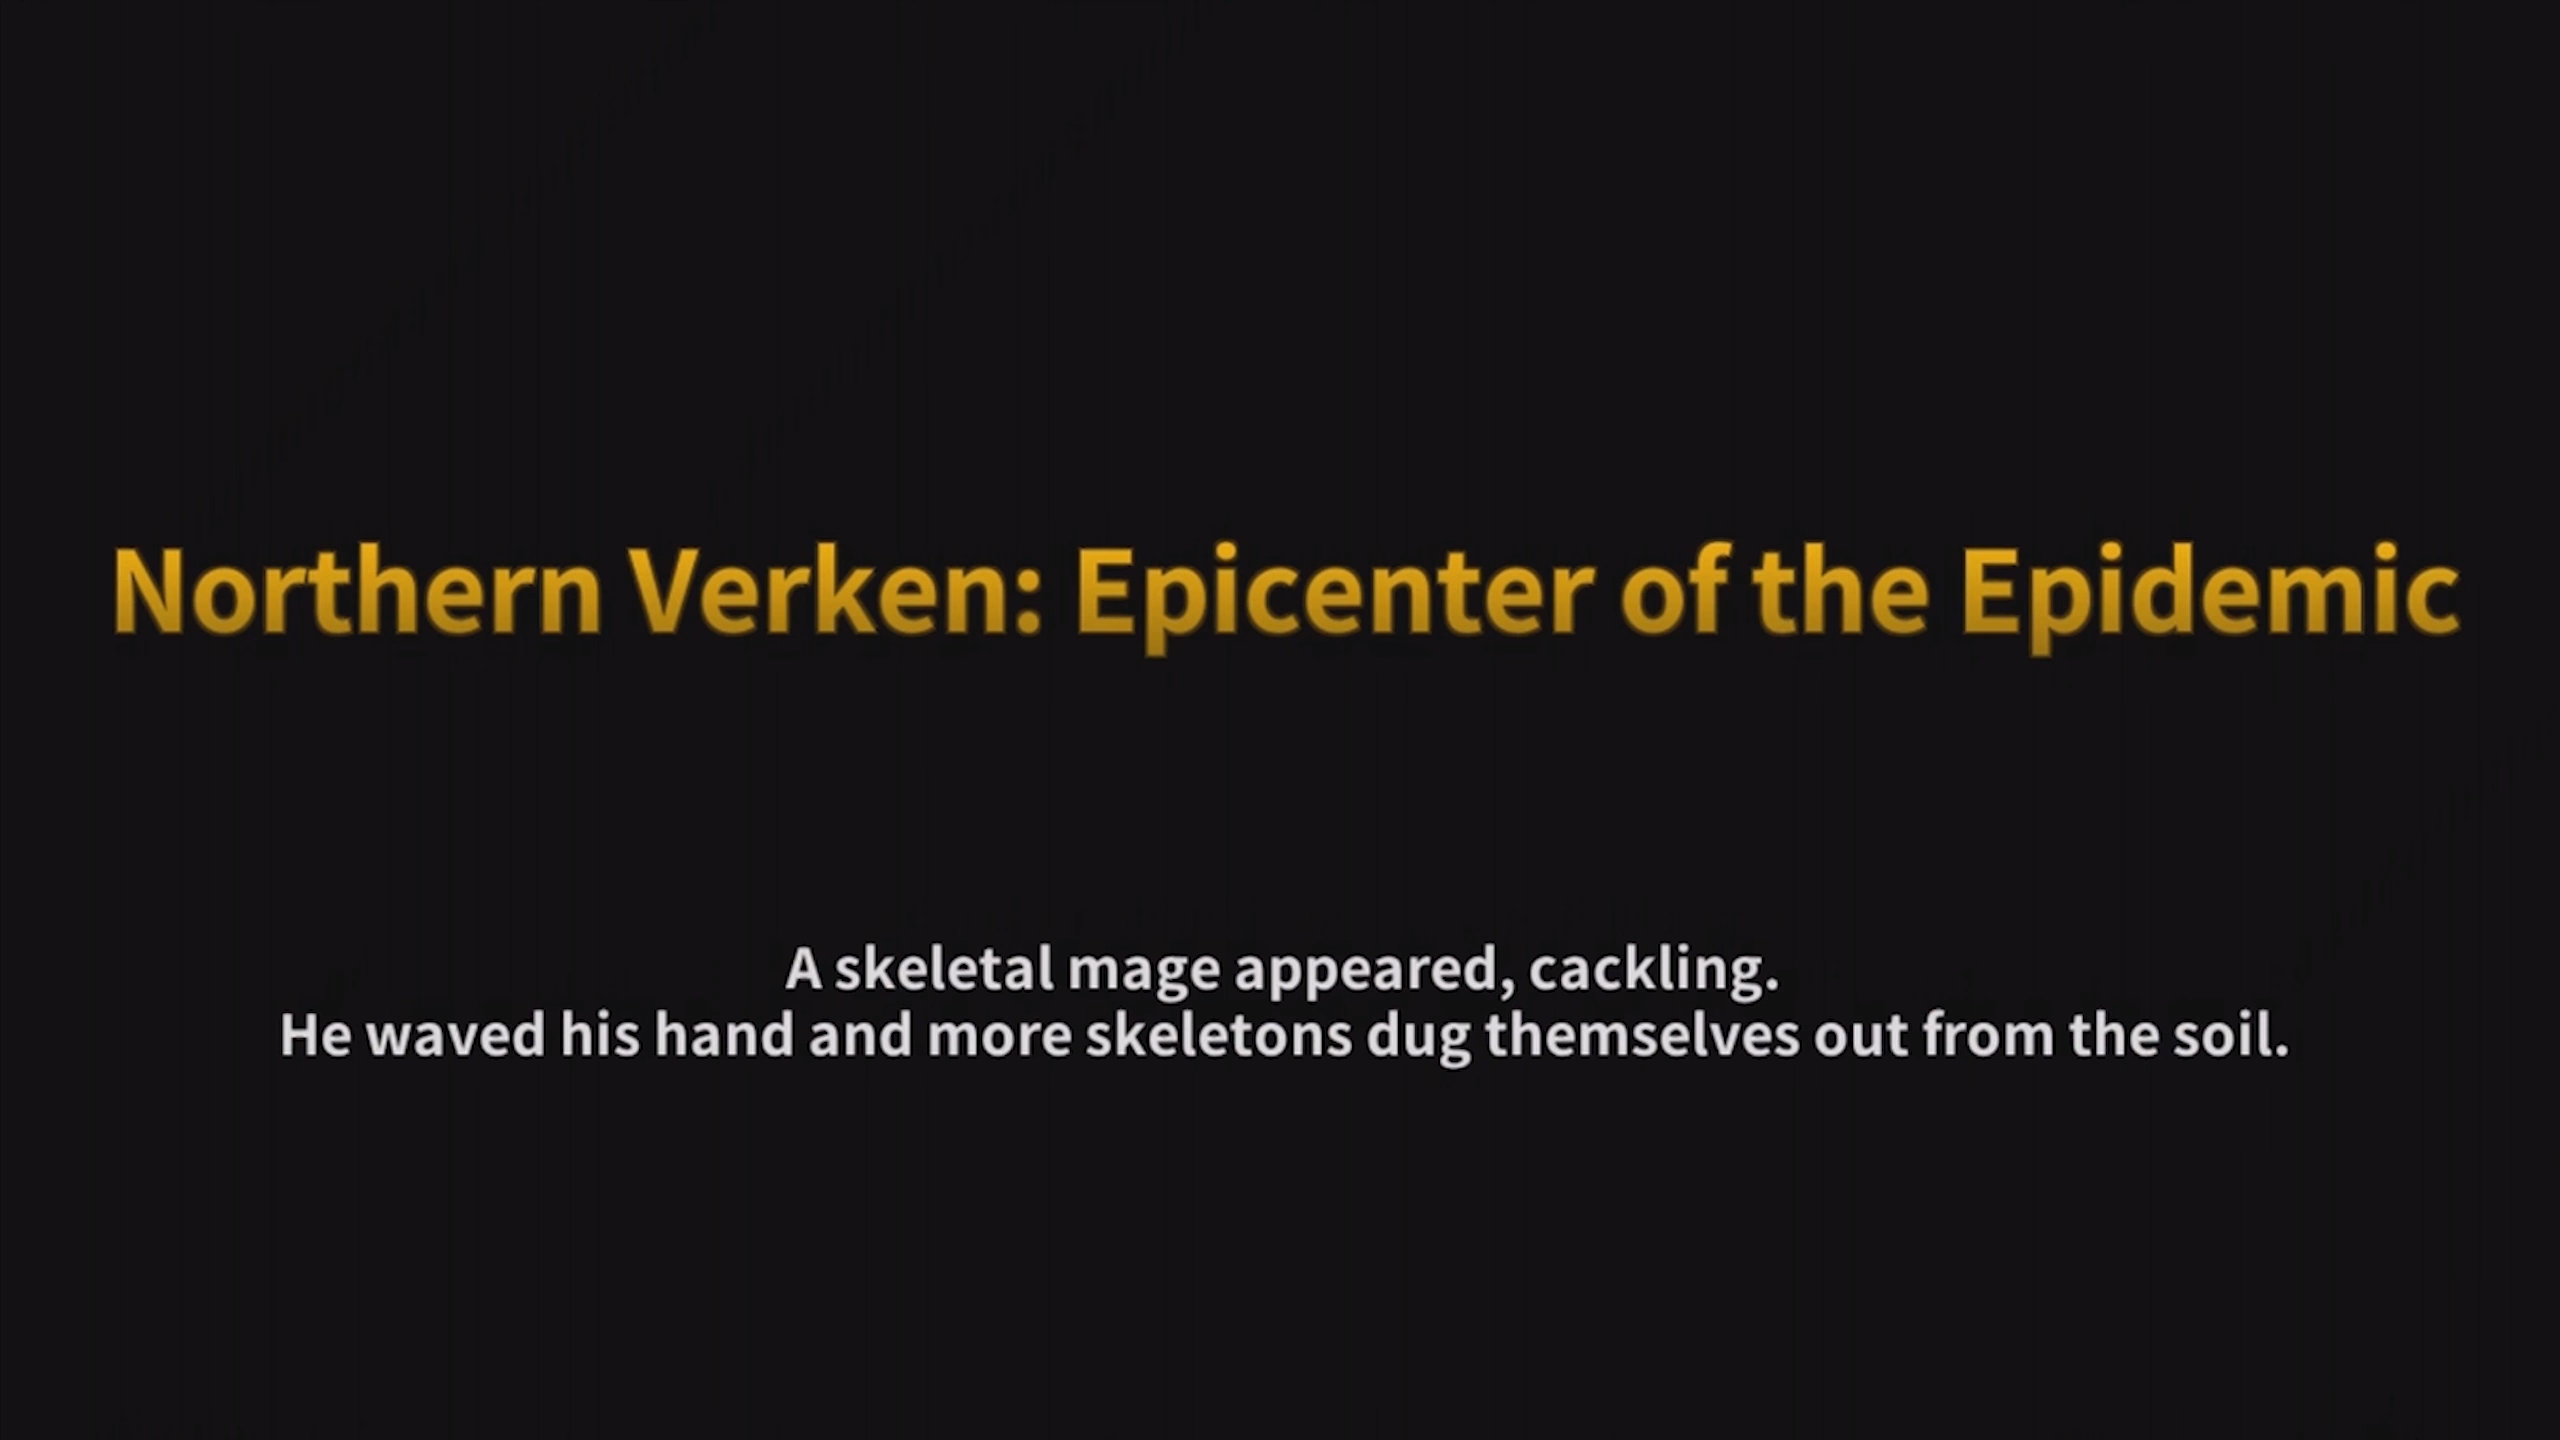 Northern Verken: Epicenter of the Epidemic
A skeletal mage appeared, cackling.
He waved his hand and more skeletons dug themselves out from the soil.